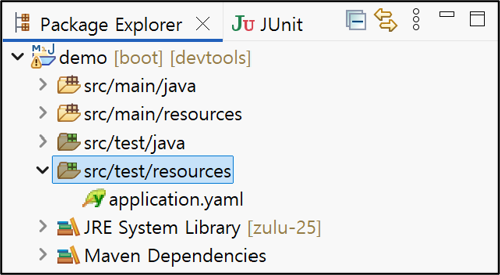 Package Explorer JUnit
demo [boot] [devtools]
src/main/java
src/main/resources
src/test/java
src/test/resources
application.yaml
JRE System Library [zulu-25]
Maven Dependencies